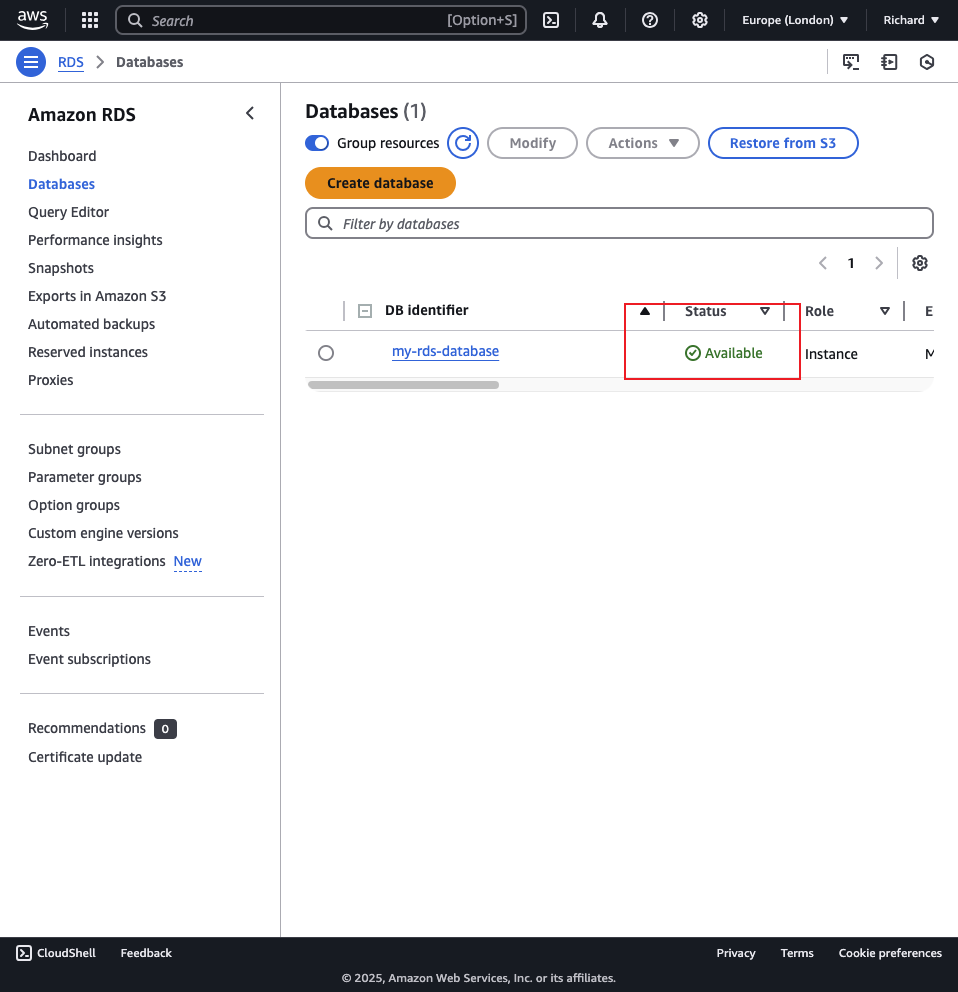 aws
Search [Option+S]
Europe (London)
Richard
RDS
Databases
Amazon RDS
Dashboard
Databases
Query Editor
Performance insights
Snapshots
Exports in Amazon S3
Automated backups
Reserved instances
Proxies
Subnet groups
Parameter groups
Option groups
Custom engine versions
Zero-ETL integrations New
Events
Event subscriptions
Recommendations 0
Certificate update
Databases (1)
Group resources
Modify
Actions
Restore from S3
Create database
Filter by databases
1
DB identifier Status Role E
my-rds-database Available Instance M
CloudShell Feedback Privacy Terms Cookie preferences
© 2025, Amazon Web Services, Inc. or its affiliates.